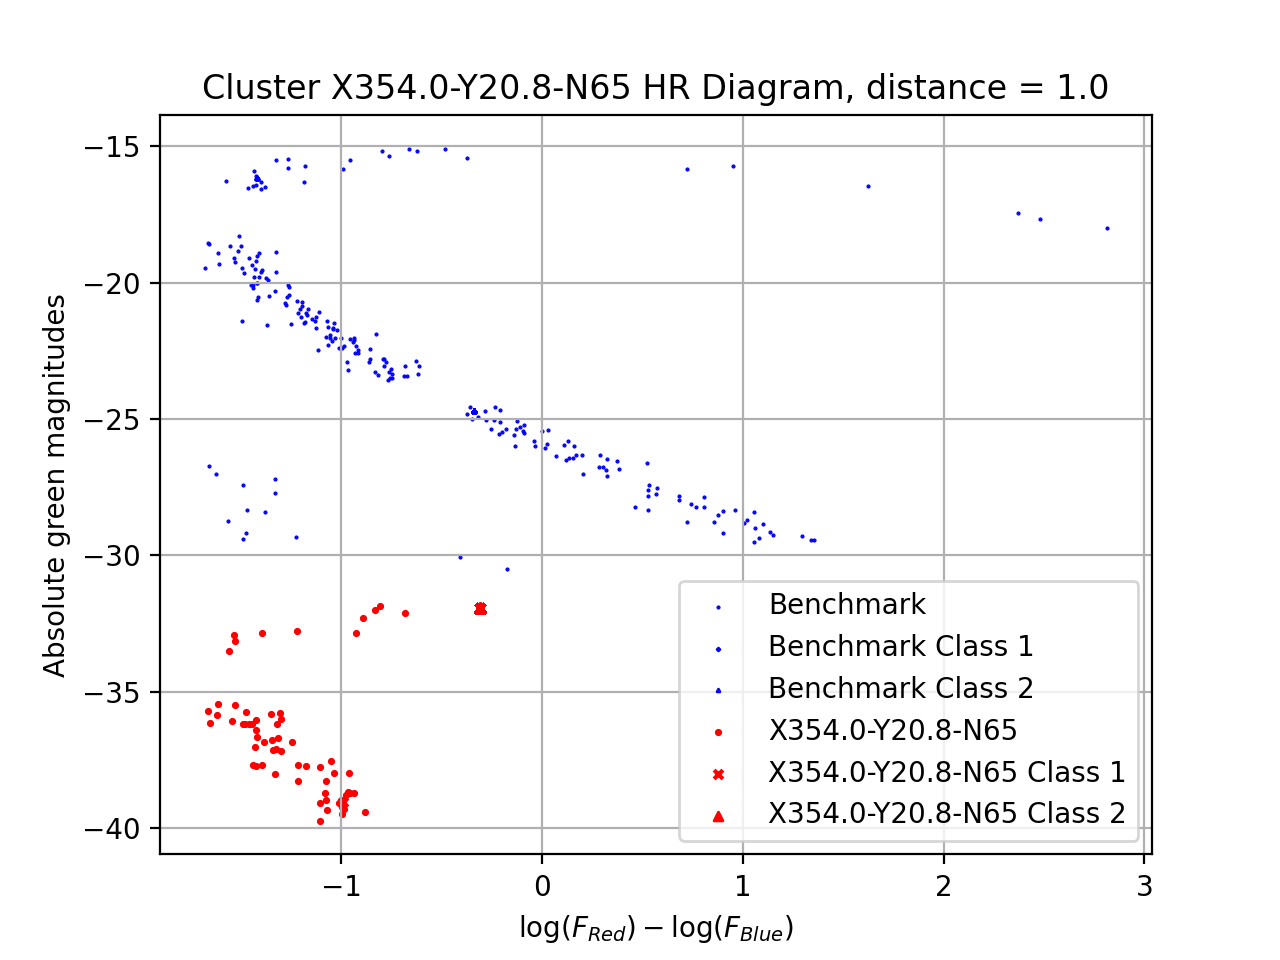 Cluster X354.0-Y20.8-N65 HR Diagram, distance = 1.0
Absolute green magnitudes
−15
−20
−25
−30
−35
−40
Benchmark
Benchmark Class 1
Benchmark Class 2
X354.0-Y20.8-N65
X354.0-Y20.8-N65 Class 1
X354.0-Y20.8-N65 Class 2
−1 0 1 2 3
log(F_Red) − log(F_Blue)